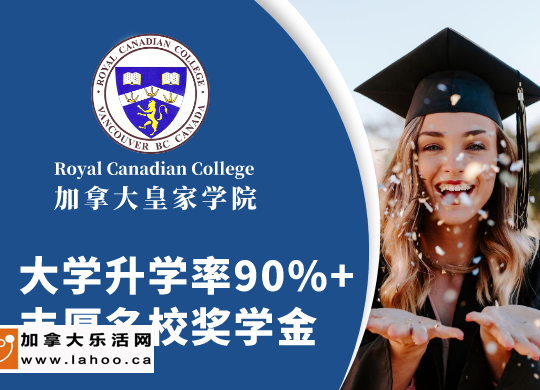 ROYAL CANADIAN COLLEGE
VANCOUVER BC CANADA
Royal Canadian College
加拿大皇家学院
大学升学率90%+
名校奖学金
加拿大乐活网
www.lahoo.ca